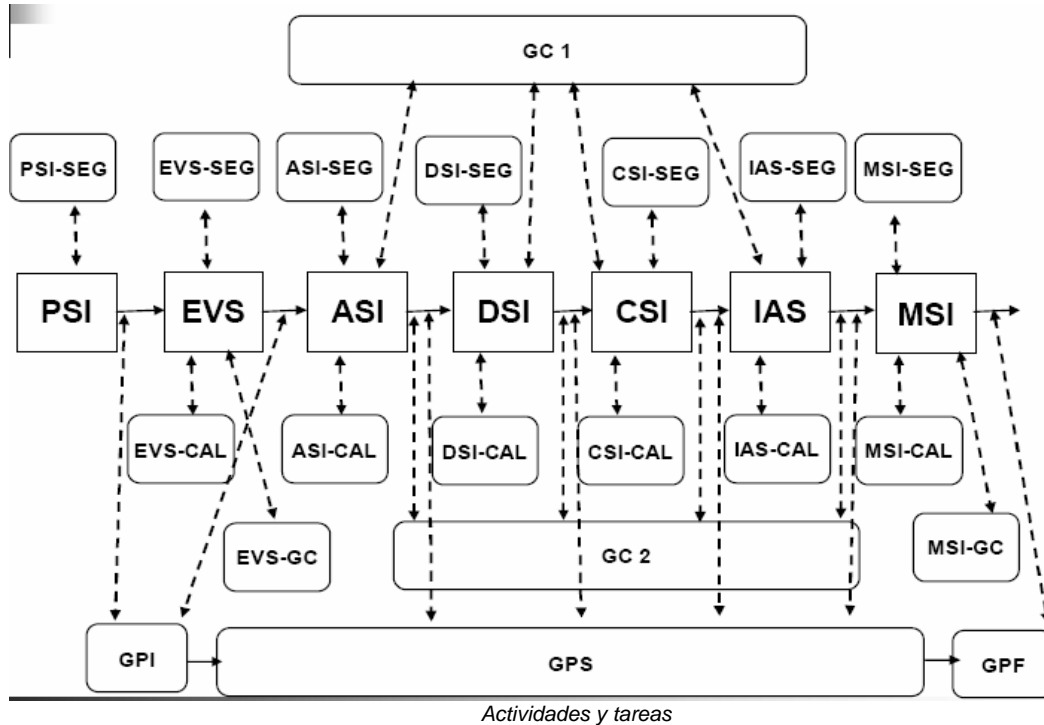 GC 1
PSI-SEG
EVS-SEG
ASI-SEG
DSI-SEG
CSI-SEG
IAS-SEG
MSI-SEG
PSI
EVS
ASI
DSI
CSI
IAS
MSI
EVS-CAL
ASI-CAL
DSI-CAL
CSI-CAL
IAS-CAL
MSI-CAL
EVS-GC
GC 2
MSI-GC
GPI
GPS
GPF
Actividades y tareas